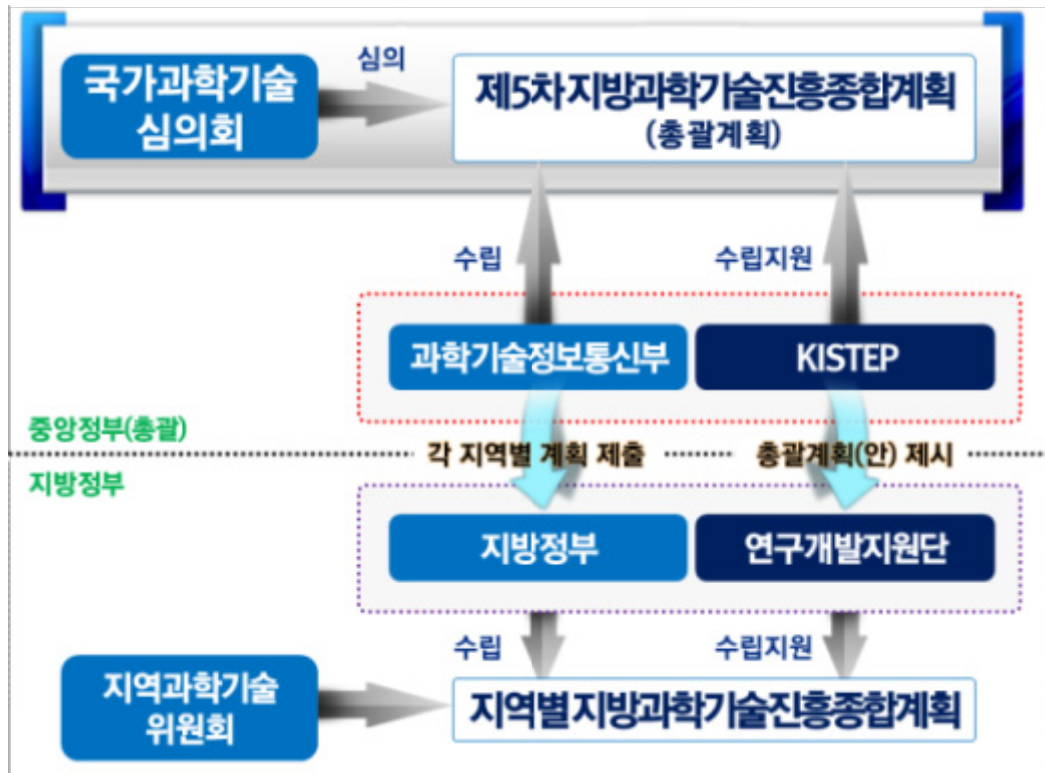 국가과학기술
심의회
심의
제5차 지방과학기술진흥종합계획
(총괄계획)
수립
수립지원
과학기술정보통신부
KISTEP
중앙정부(총괄)
각 지역별 계획 제출
총괄계획(안) 제시
지방정부
지방정부
연구개발지원단
수립
수립지원
지역과학기술
위원회
지역별 지방과학기술진흥종합계획